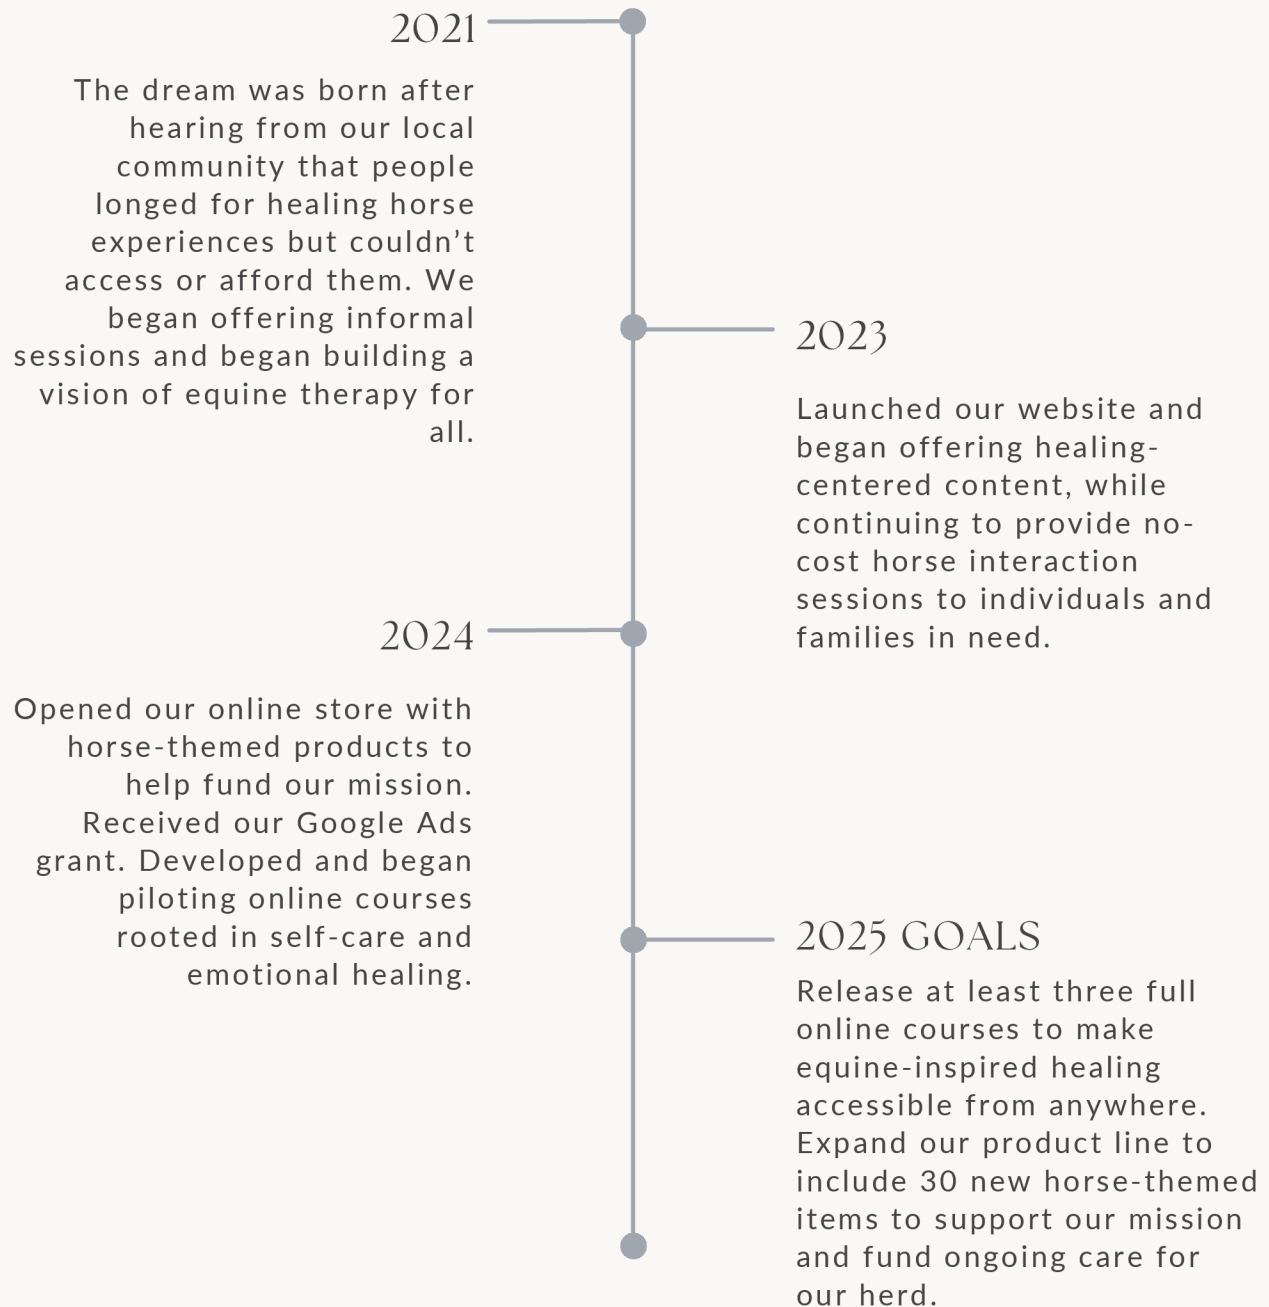 2021
The dream was born after
hearing from our local
community that people
longed for healing horse
experiences but couldn’t
access or afford them. We
began offering informal
sessions and began building a
vision of equine therapy for
all.
2023
Launched our website and
began offering healing-
centered content, while
continuing to provide no-
cost horse interaction
sessions to individuals and
families in need.
2024
Opened our online store with
horse-themed products to
help fund our mission.
Received our Google Ads
grant. Developed and began
piloting online courses
rooted in self-care and
emotional healing.
2025 GOALS
Release at least three full
online courses to make
equine-inspired healing
accessible from anywhere.
Expand our product line to
include 30 new horse-themed
items to support our mission
and fund ongoing care for
our herd.